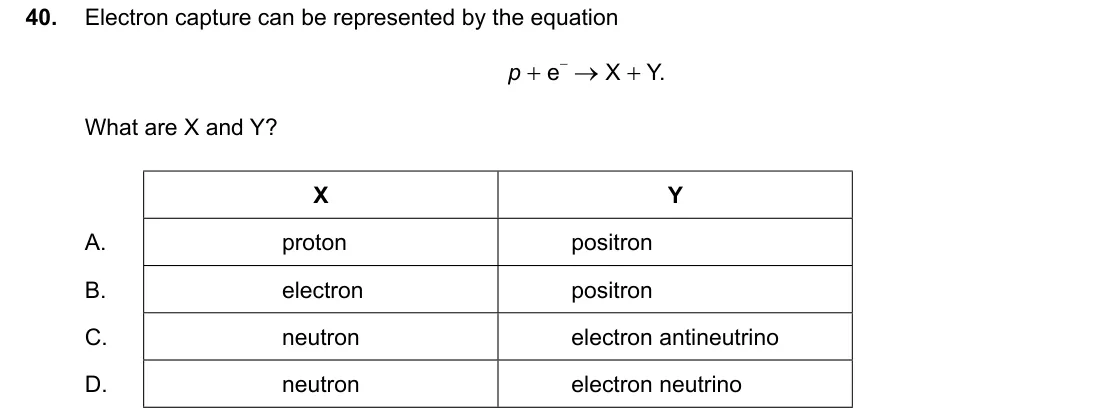 40. Electron capture can be represented by the equation
p + e⁻ → X + Y.
What are X and Y?
X Y
A. proton positron
B. electron positron
C. neutron electron antineutrino
D. neutron electron neutrino